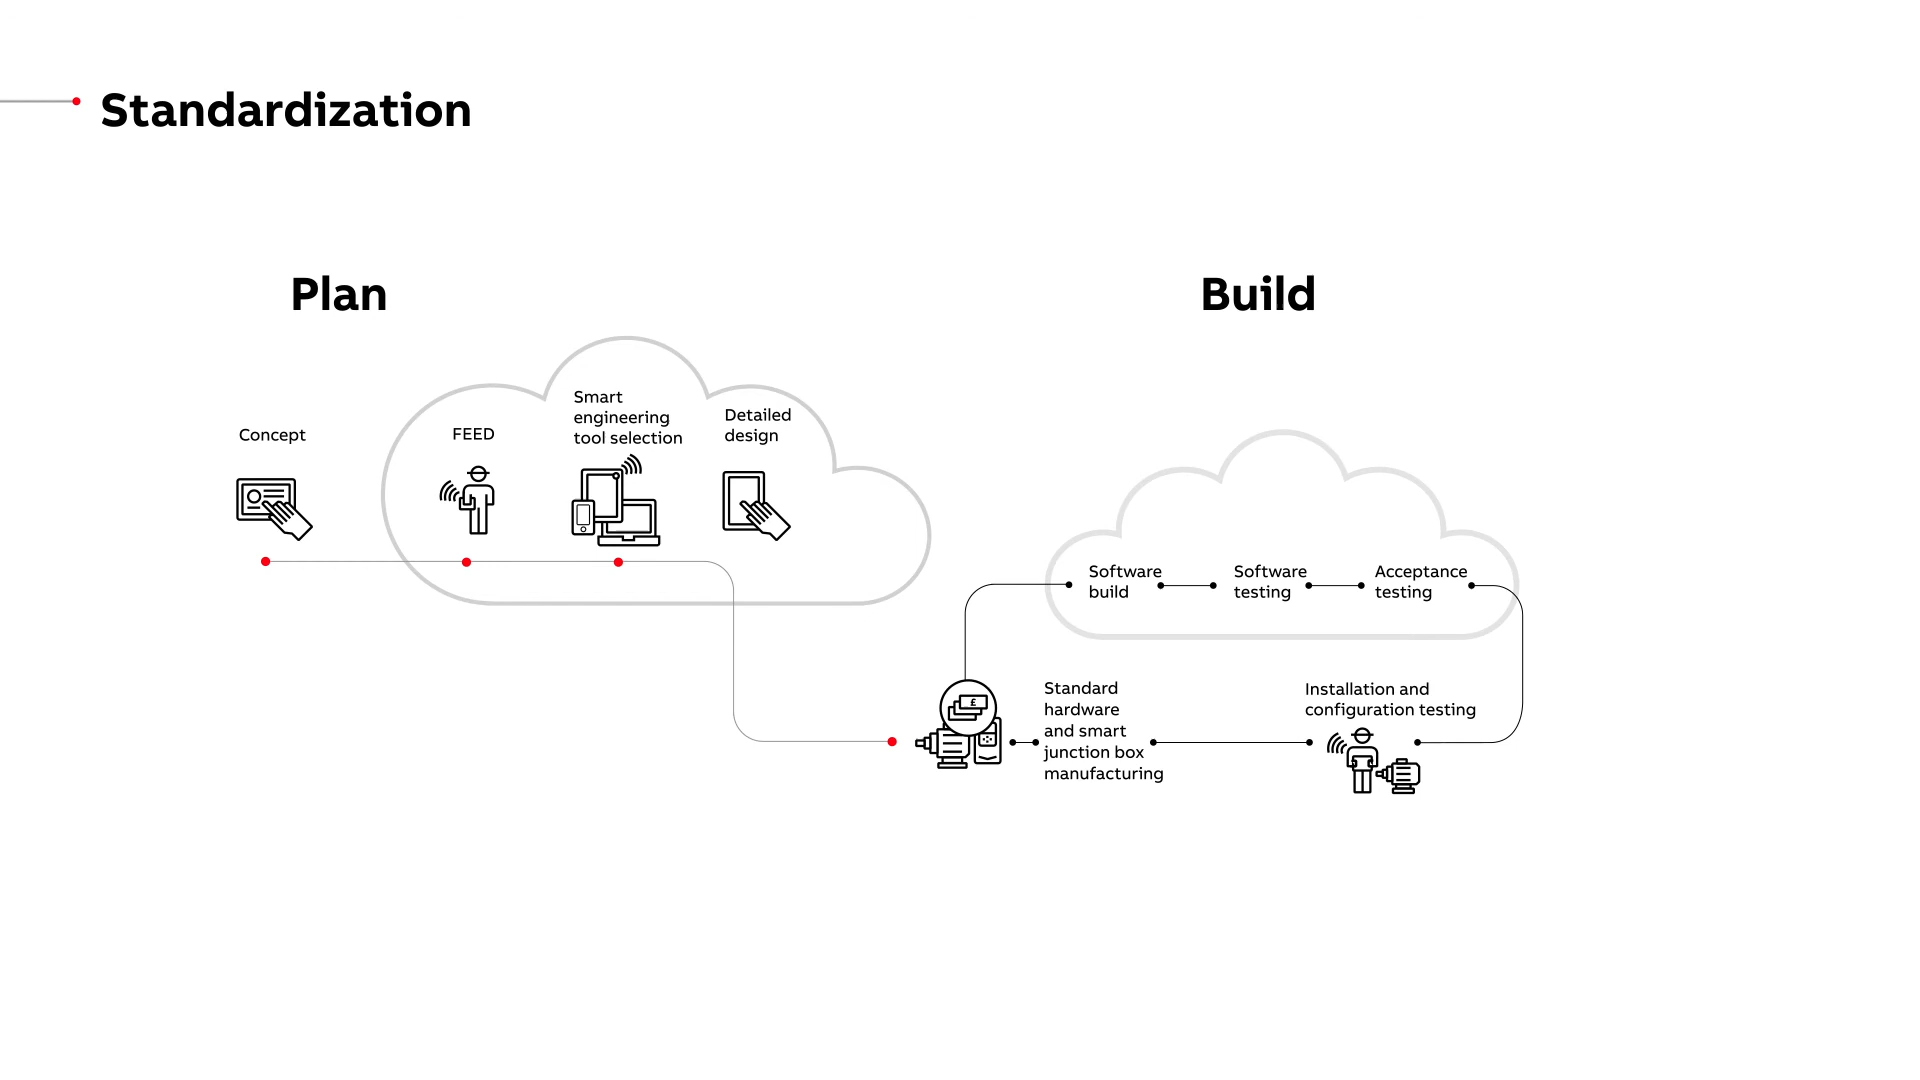 Standardization
Plan
Build
Concept
FEED
Smart
engineering
tool selection
Detailed
design
Software
build
Software
testing
Acceptance
testing
£
Standard
hardware
and smart
junction box
manufacturing
Installation and
configuration testing